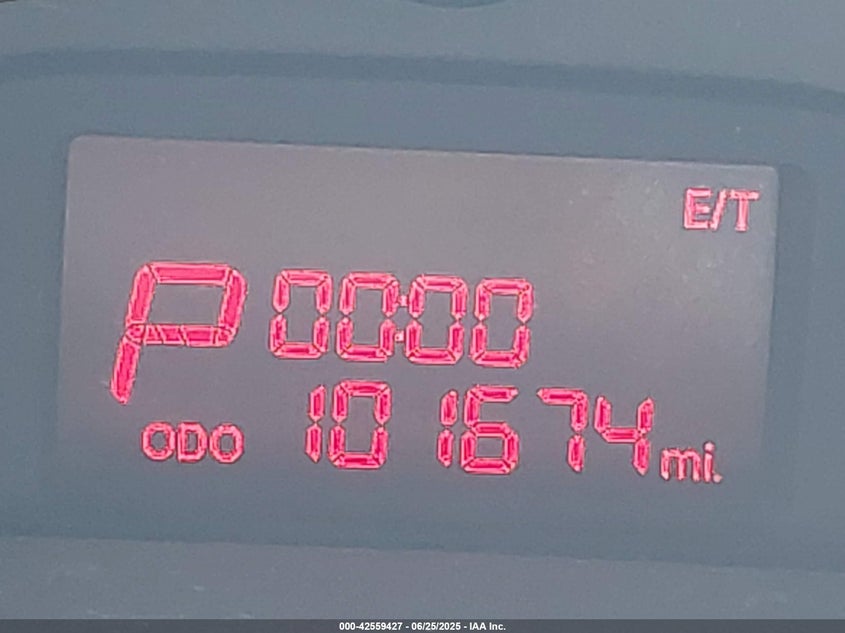 E/T
P 00:00
ODO 101674 mi.
000-42559427 - 06/25/2025 - IAA Inc.